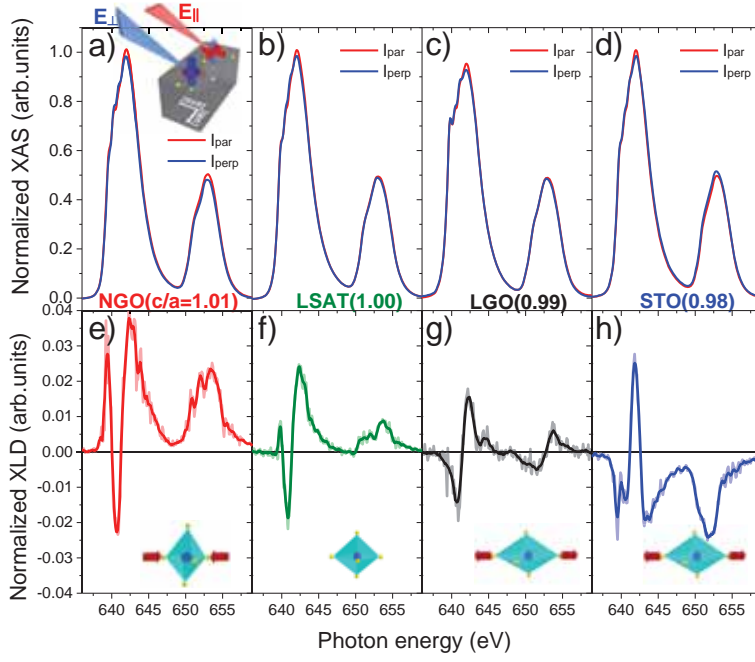 E⊥ E∥
a) b) c) d)
Ipar Ipar Ipar
Iperp Iperp Iperp
Ipar
Iperp
Normalized XAS (arb.units)
1.0
0.8
0.6
0.4
0.2
0.0
NGO(c/a=1.01) LSAT(1.00) LGO(0.99) STO(0.98)
e) f) g) h)
Normalized XLD (arb.units)
0.04
0.03
0.02
0.01
0.00
-0.01
-0.02
-0.03
-0.04
640 645 650 655 640 645 650 655 640 645 650 655 640 645 650 655
Photon energy (eV)